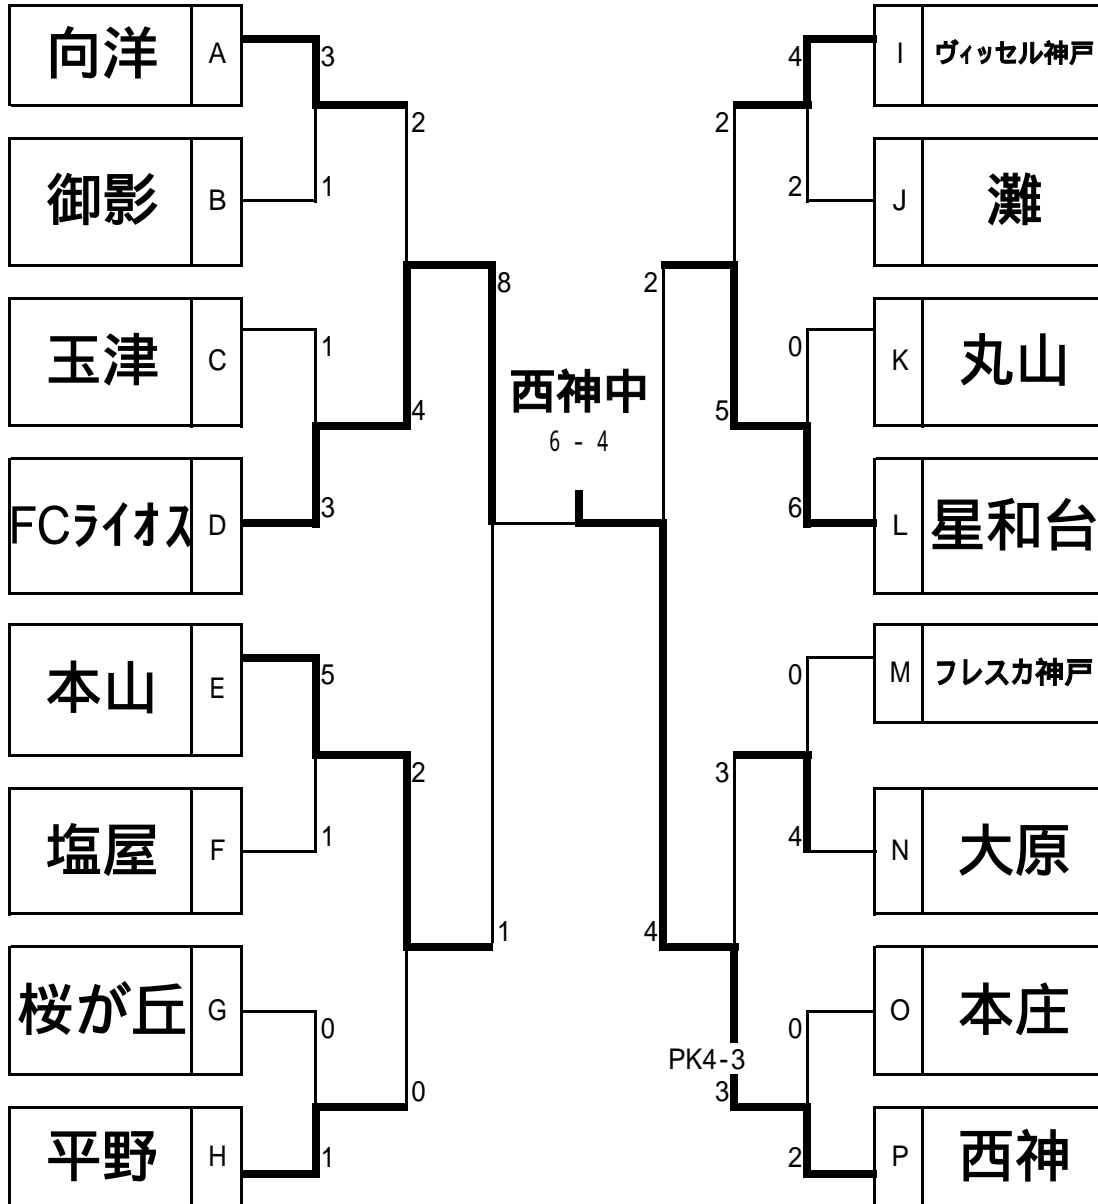 向洋 A 3 4 I ヴィッセル神戸
2 2
御影 B 1 2 J 灘
8 2
玉津 C 1 0 K 丸山
西神中
4 5
6 - 4
FCライオス D 3 6 L 星和台
本山 E 5 0 M フレスカ神戸
2 3
塩屋 F 1 4 N 大原
1 4
桜が丘 G 0 0 O 本庄
PK4-3
0 3
平野 H 1 2 P 西神